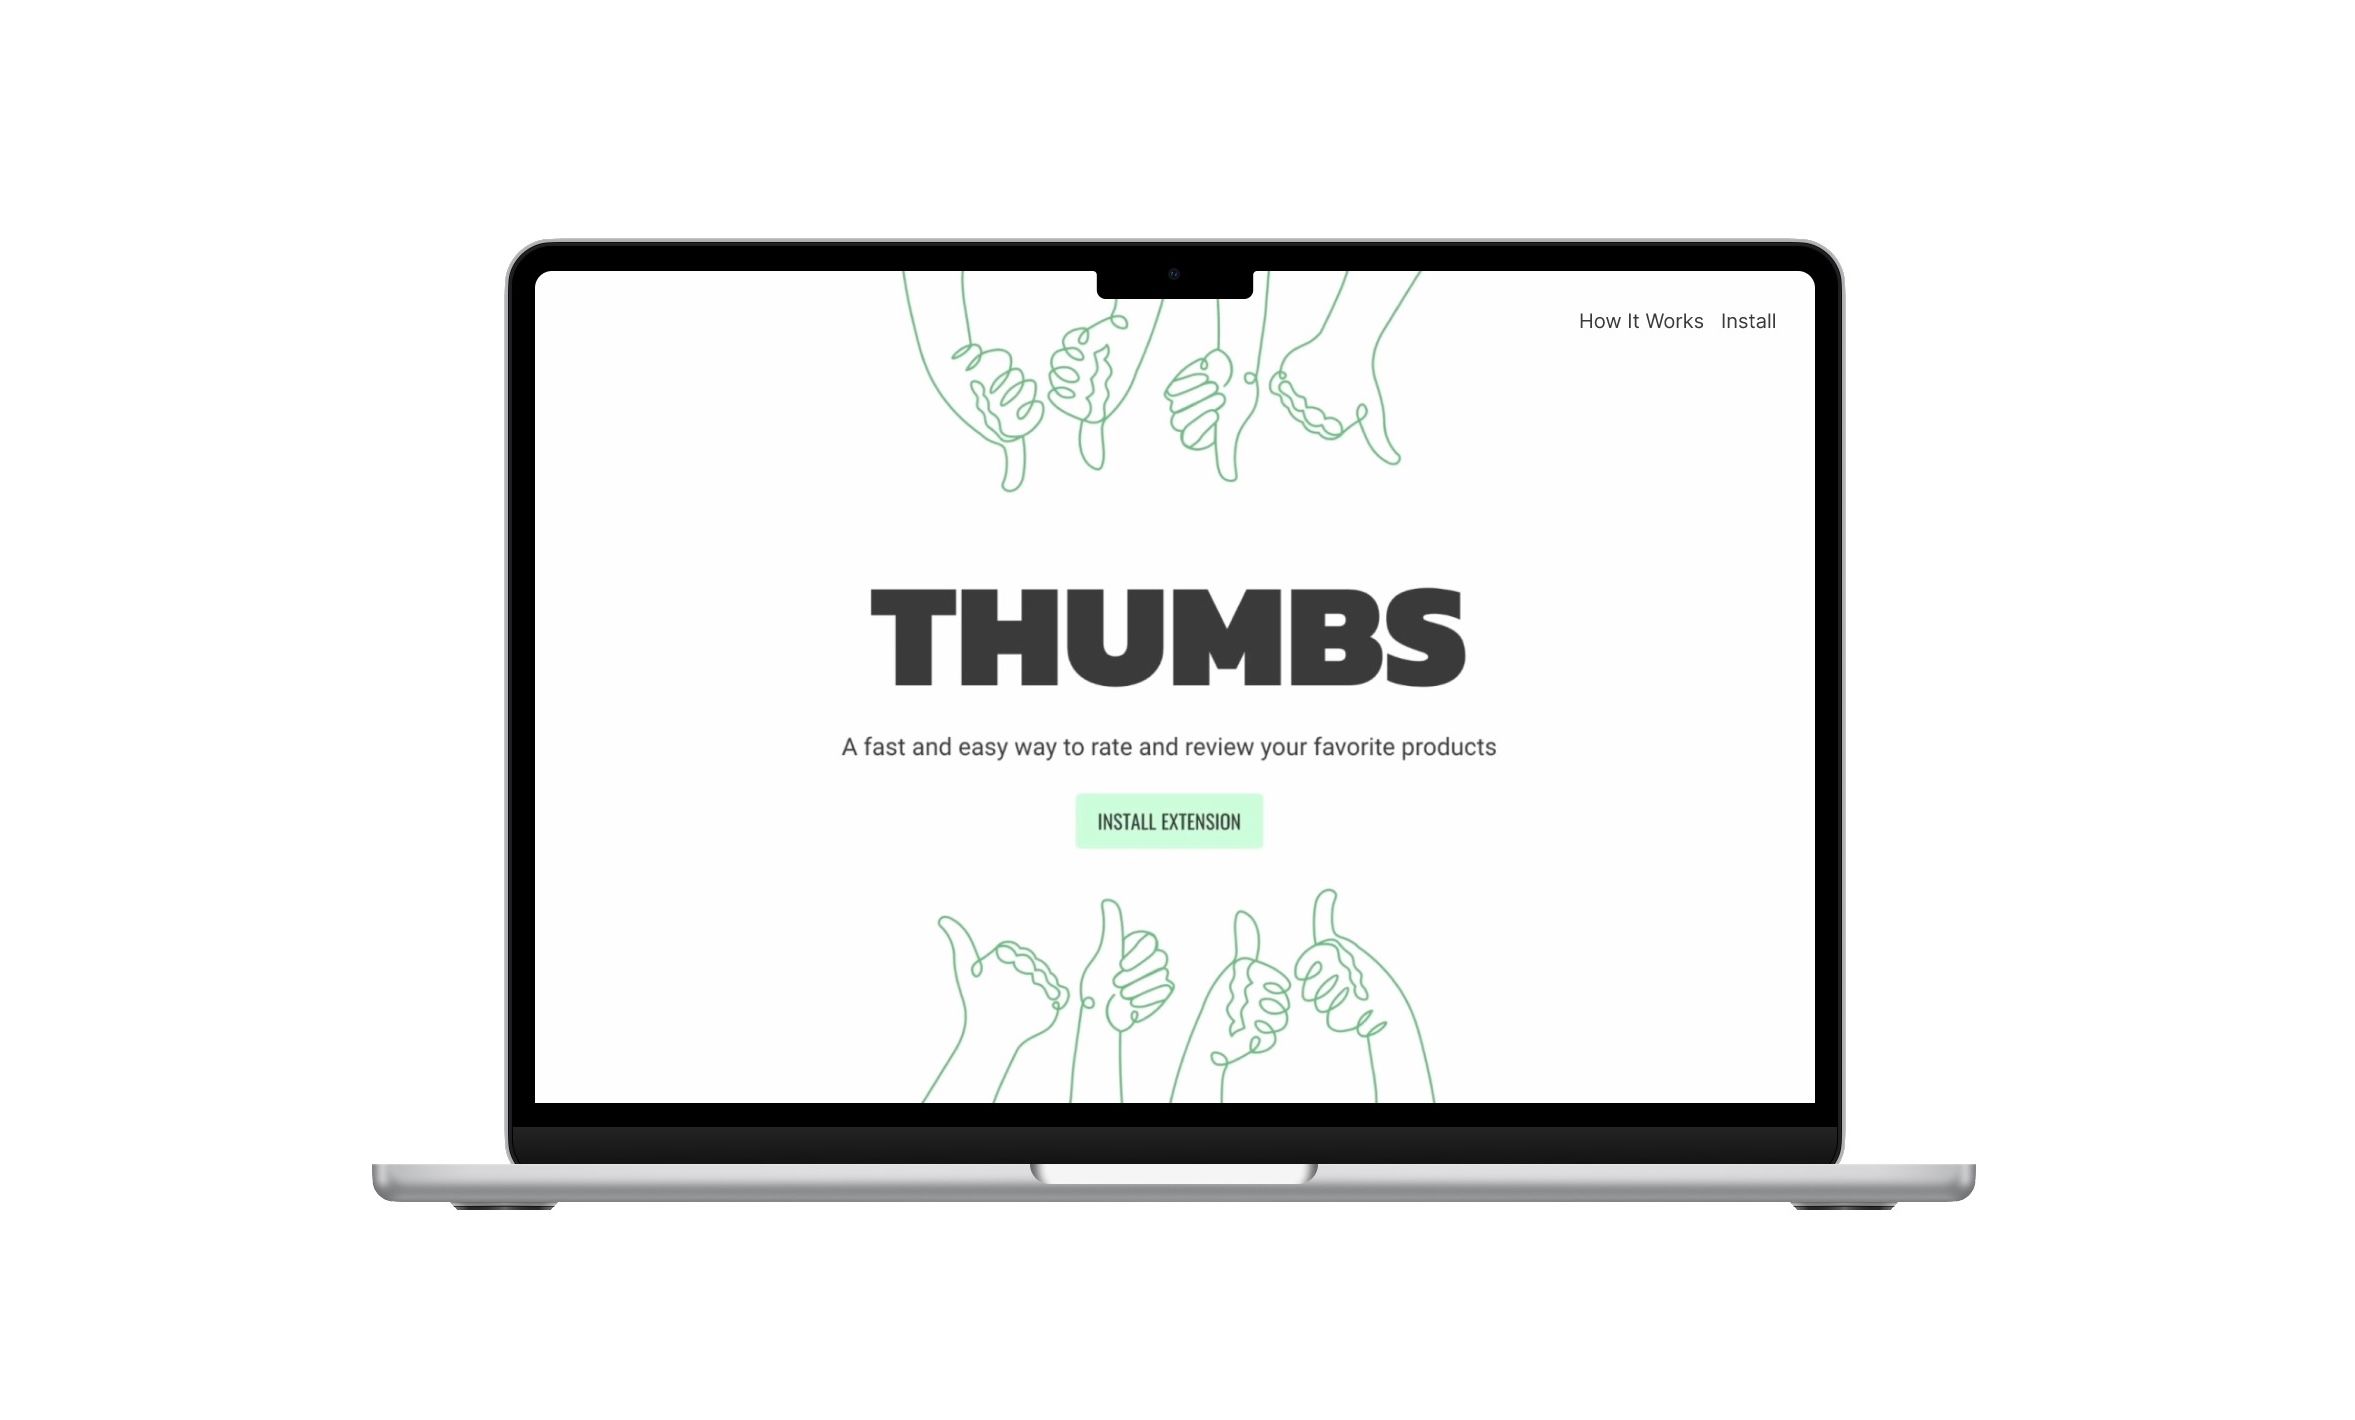 How It Works Install
THUMBS
A fast and easy way to rate and review your favorite products
INSTALL EXTENSION